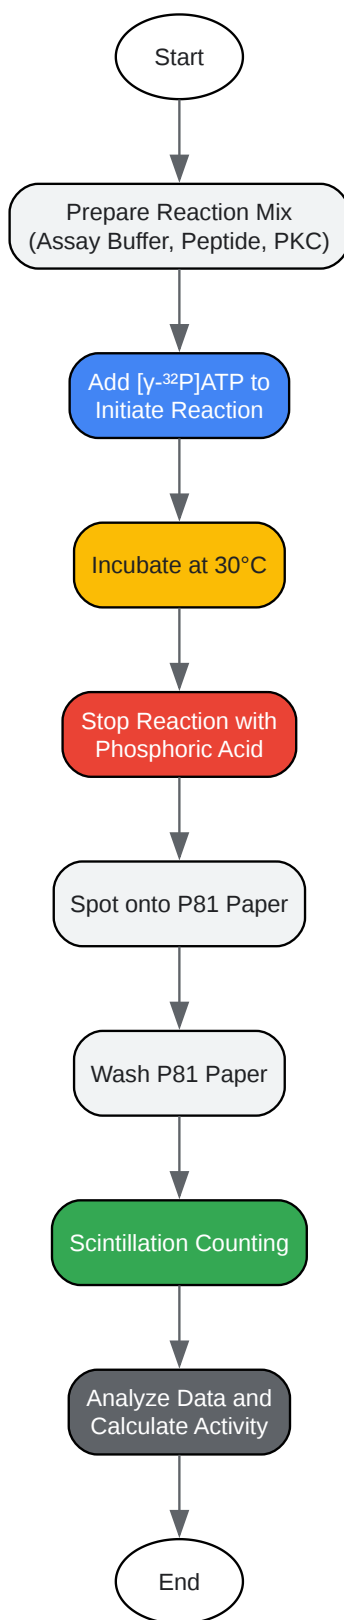 Start
Prepare Reaction Mix
(Assay Buffer, Peptide, PKC)
Add [γ-³²P]ATP to
Initiate Reaction
Incubate at 30°C
Stop Reaction with
Phosphoric Acid
Spot onto P81 Paper
Wash P81 Paper
Scintillation Counting
Analyze Data and
Calculate Activity
End